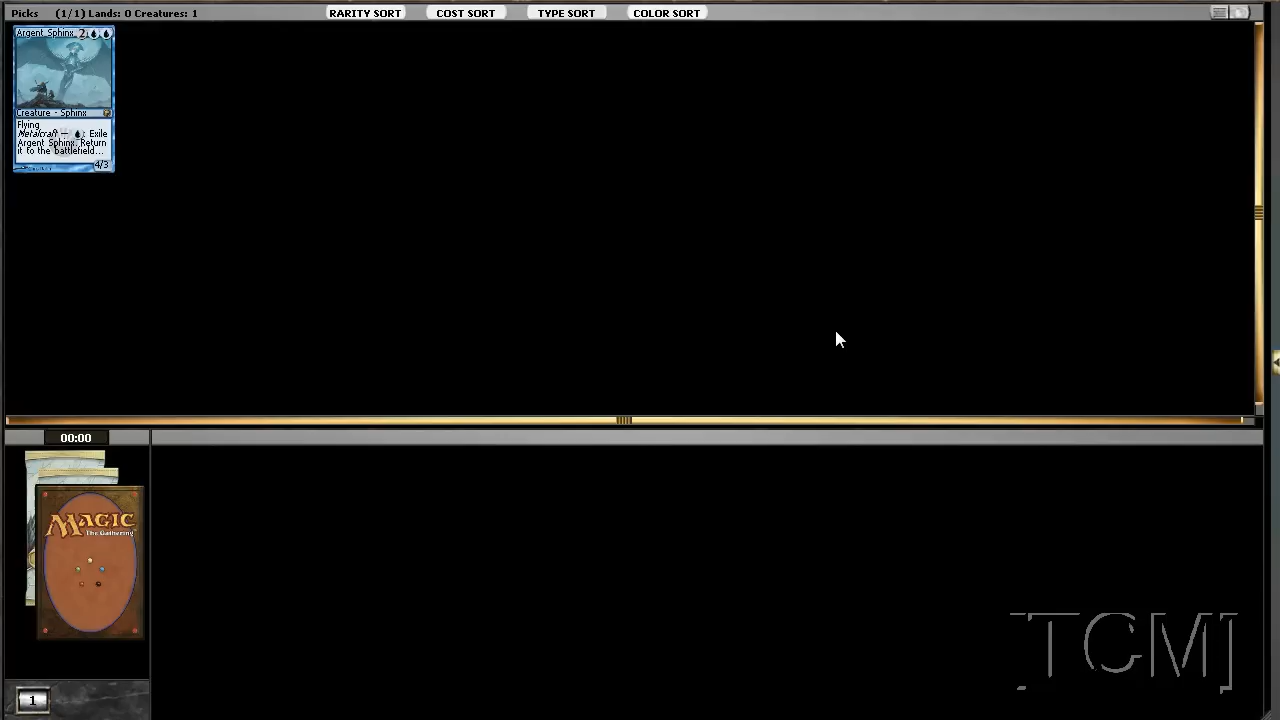 Picks (1/1) Lands: 0 Creatures: 1 RARITY SORT COST SORT TYPE SORT COLOR SORT
Argent Sphinx 2
Creature - Sphinx
Flying
Metalcraft — : Exile
Argent Sphinx. Return
it to the battlefield...
4/3
00:00
MAGIC
The Gathering
[TCM]
1